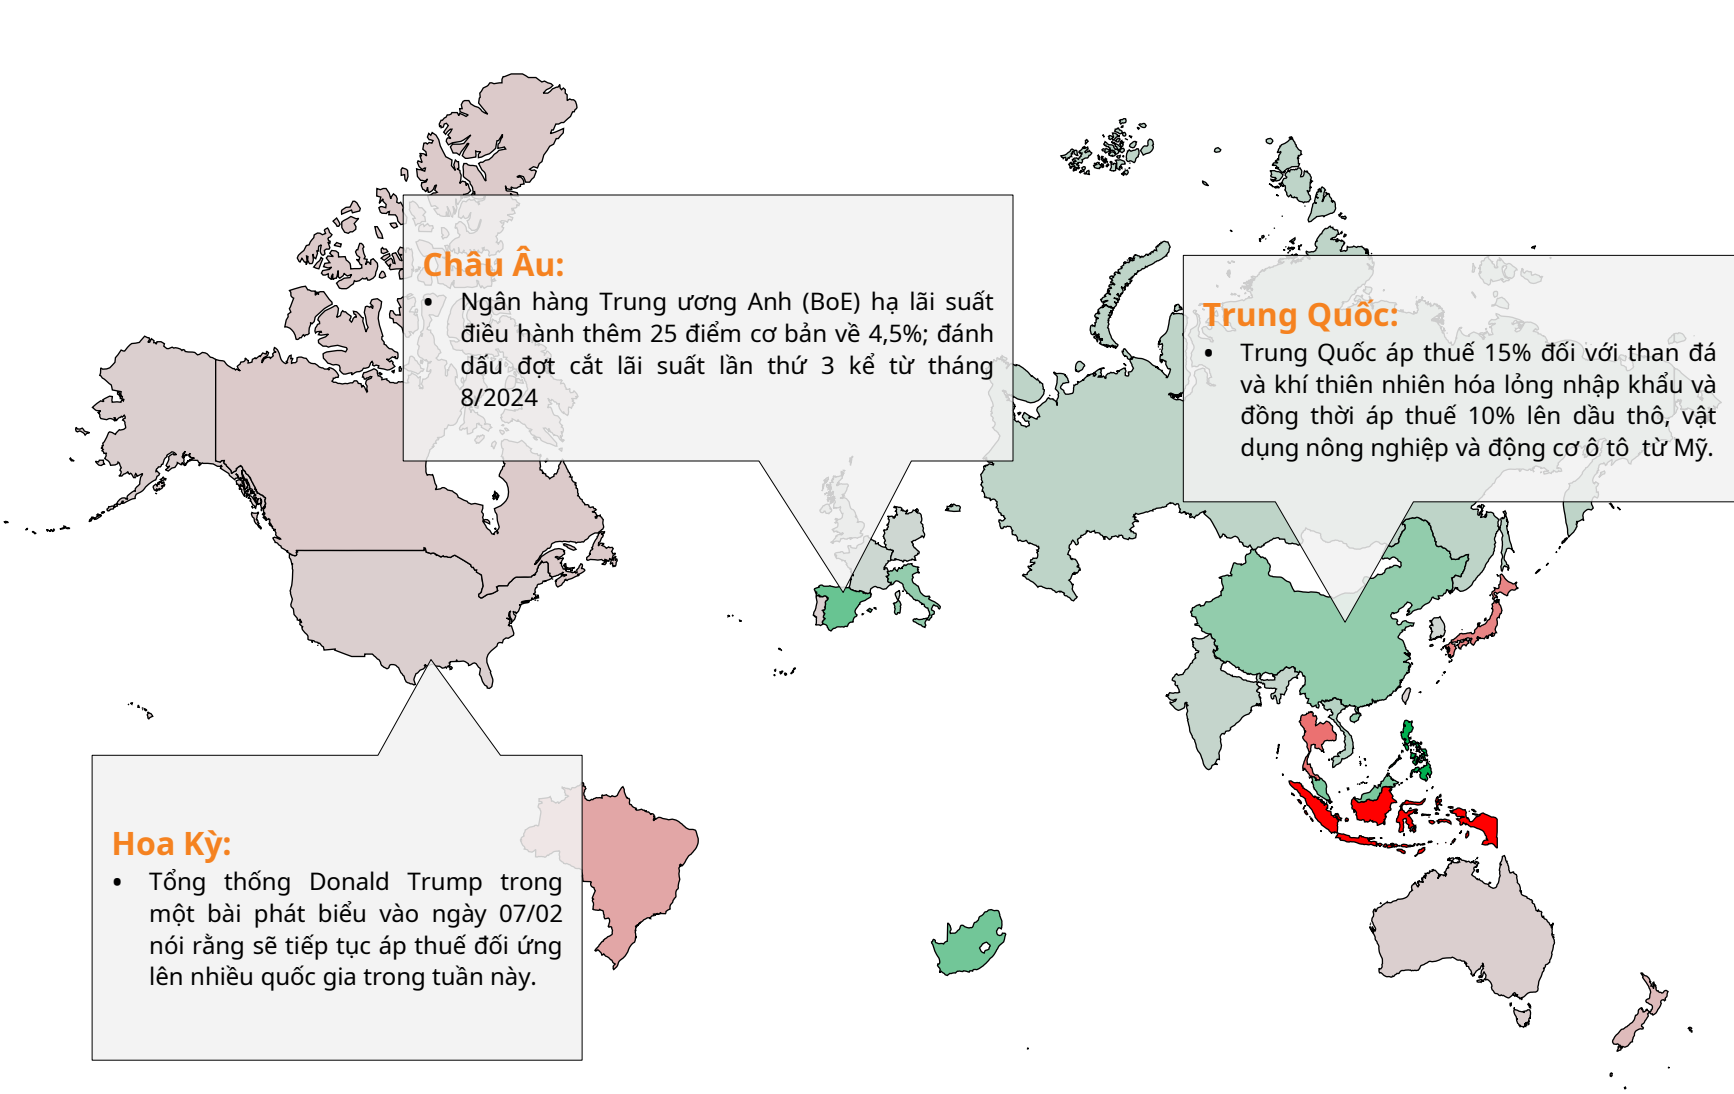 Châu Âu:
• Ngân hàng Trung ương Anh (BoE) hạ lãi suất
điều hành thêm 25 điểm cơ bản về 4,5%; đánh
dấu đợt cắt lãi suất lần thứ 3 kể từ tháng
8/2024
Trung Quốc:
• Trung Quốc áp thuế 15% đối với than đá
và khí thiên nhiên hóa lỏng nhập khẩu và
đồng thời áp thuế 10% lên dầu thô, vật
dụng nông nghiệp và động cơ ô tô từ Mỹ.
Hoa Kỳ:
• Tổng thống Donald Trump trong
một bài phát biểu vào ngày 07/02
nói rằng sẽ tiếp tục áp thuế đối ứng
lên nhiều quốc gia trong tuần này.